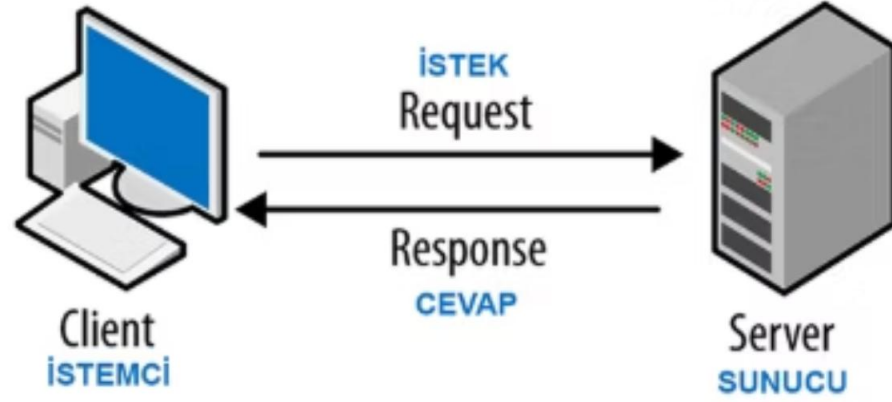 İSTEK
Request
Response
CEVAP
Client
İSTEMCİ
Server
SUNUCU